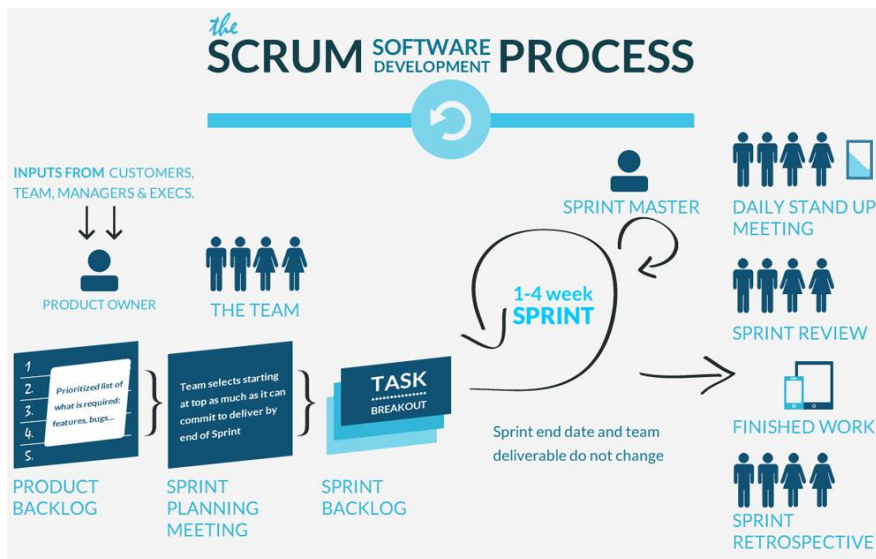 the
SCRUM SOFTWARE DEVELOPMENT PROCESS
INPUTS FROM CUSTOMERS,
TEAM, MANAGERS & EXECS.
PRODUCT OWNER
THE TEAM
SPRINT MASTER
DAILY STAND UP
MEETING
1-4 week
SPRINT
SPRINT REVIEW
1
2.
3.
4.
5.
Prioritized list of
what is required:
features, bugs...
Team selects starting
at top as much as it can
commit to deliver by
end of Sprint
TASK
BREAKOUT
FINISHED WORK
Sprint end date and team
deliverable do not change
PRODUCT
BACKLOG
SPRINT
PLANNING
MEETING
SPRINT
BACKLOG
SPRINT
RETROSPECTIVE